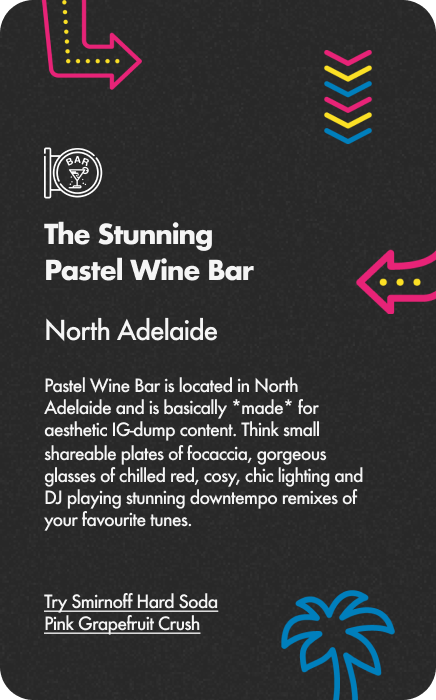 BAR
The Stunning
Pastel Wine Bar
North Adelaide
Pastel Wine Bar is located in North
Adelaide and is basically *made* for
aesthetic IG-dump content. Think small
shareable plates of focaccia, gorgeous
glasses of chilled red, cosy, chic lighting and
DJ playing stunning downtempo remixes of
your favourite tunes.
Try Smirnoff Hard Soda
Pink Grapefruit Crush